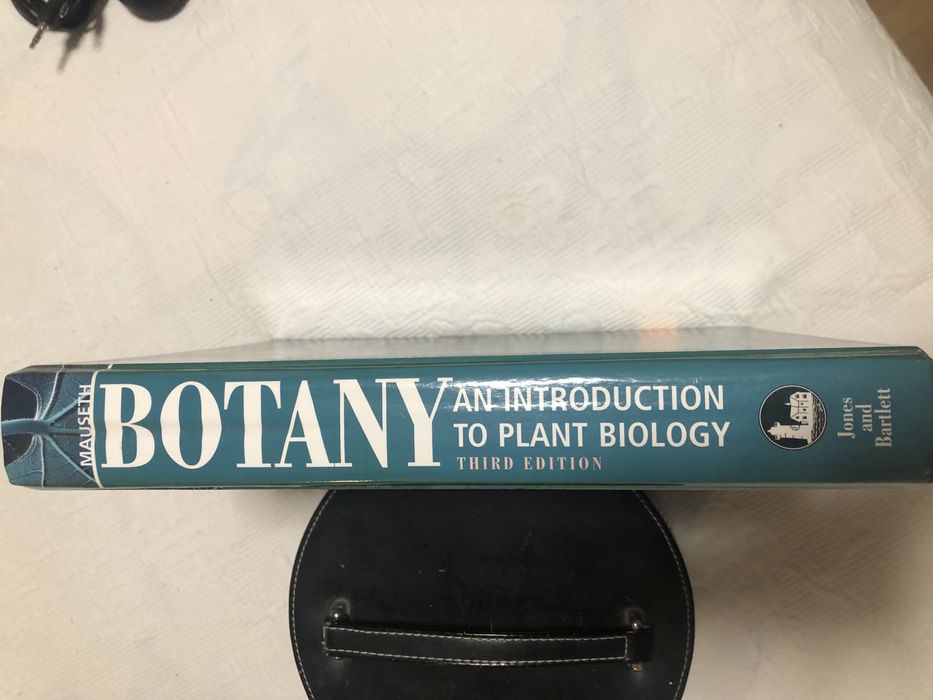 MAUSETH
BOTANY
AN INTRODUCTION
TO PLANT BIOLOGY
THIRD EDITION
Jones
and
Bartlett